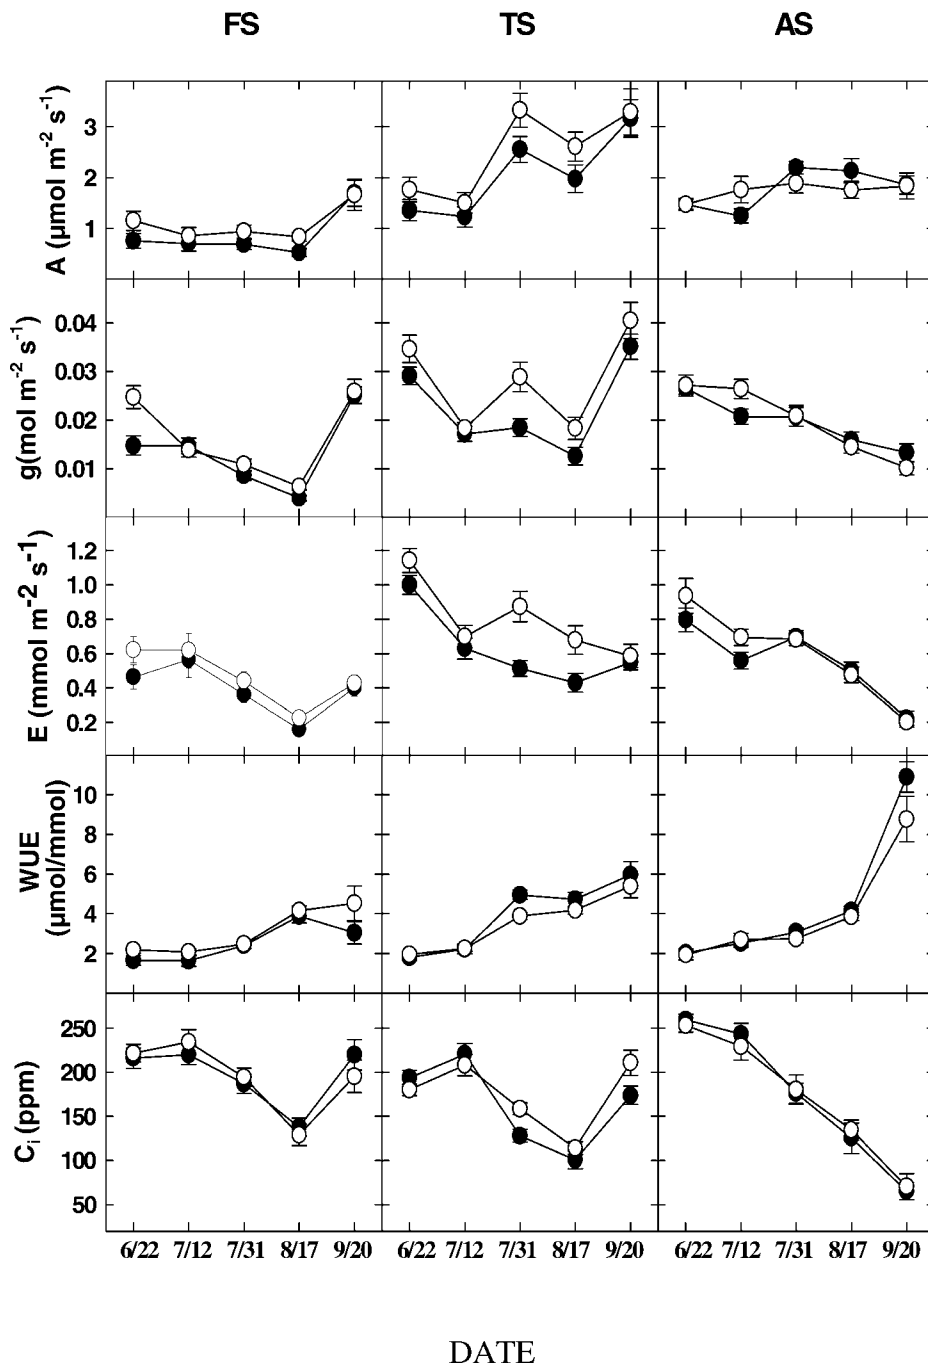 FS TS AS
A (μmol m-2 s-1)
3
2
1
g(mol m-2 s-1)
0.04
0.03
0.02
0.01
E (mmol m-2 s-1)
1.2
1.0
0.8
0.6
0.4
0.2
WUE
(μmol/mmol)
10
8
6
4
2
Ci (ppm)
250
200
150
100
50
6/22 7/12 7/31 8/17 9/20 6/22 7/12 7/31 8/17 9/20 6/22 7/12 7/31 8/17 9/20
DATE